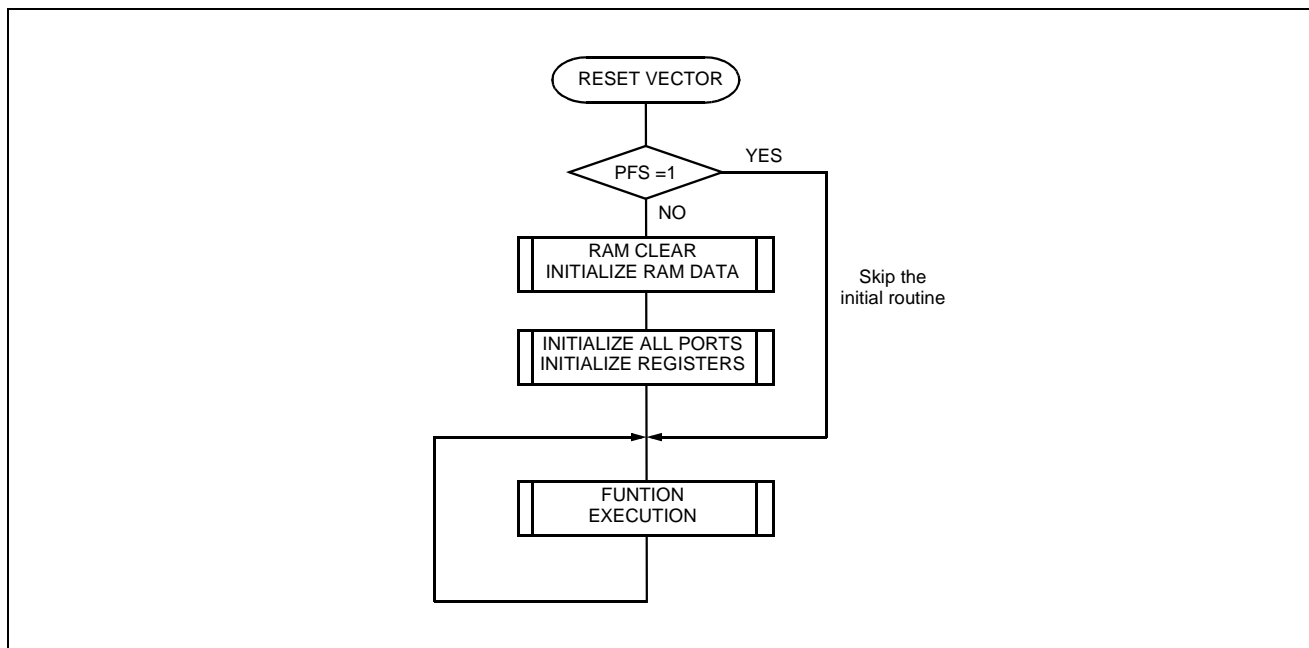 RESET VECTOR
PFS =1
YES
NO
RAM CLEAR
INITIALIZE RAM DATA
Skip the
initial routine
INITIALIZE ALL PORTS
INITIALIZE REGISTERS
FUNTION
EXECUTION